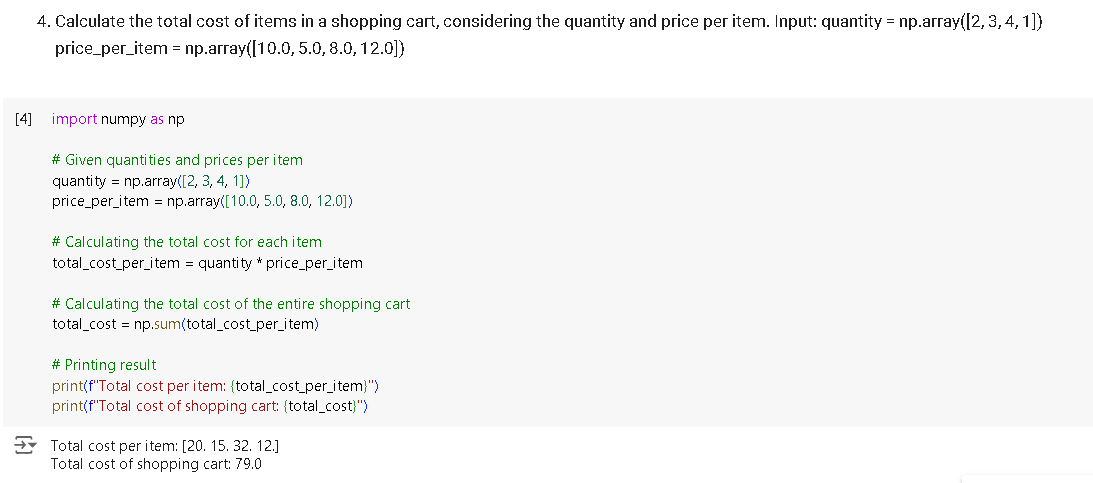 4. Calculate the total cost of items in a shopping cart, considering the quantity and price per item. Input: quantity = np.array([2, 3, 4, 1])
price_per_item = np.array([10.0, 5.0, 8.0, 12.0])
[4] import numpy as np
# Given quantities and prices per item
quantity = np.array([2, 3, 4, 1])
price_per_item = np.array([10.0, 5.0, 8.0, 12.0])
# Calculating the total cost for each item
total_cost_per_item = quantity * price_per_item
# Calculating the total cost of the entire shopping cart
total_cost = np.sum(total_cost_per_item)
# Printing result
print(f"Total cost per item: {total_cost_per_item}")
print(f"Total cost of shopping cart: {total_cost}")
Total cost per item: [20. 15. 32. 12.]
Total cost of shopping cart: 79.0